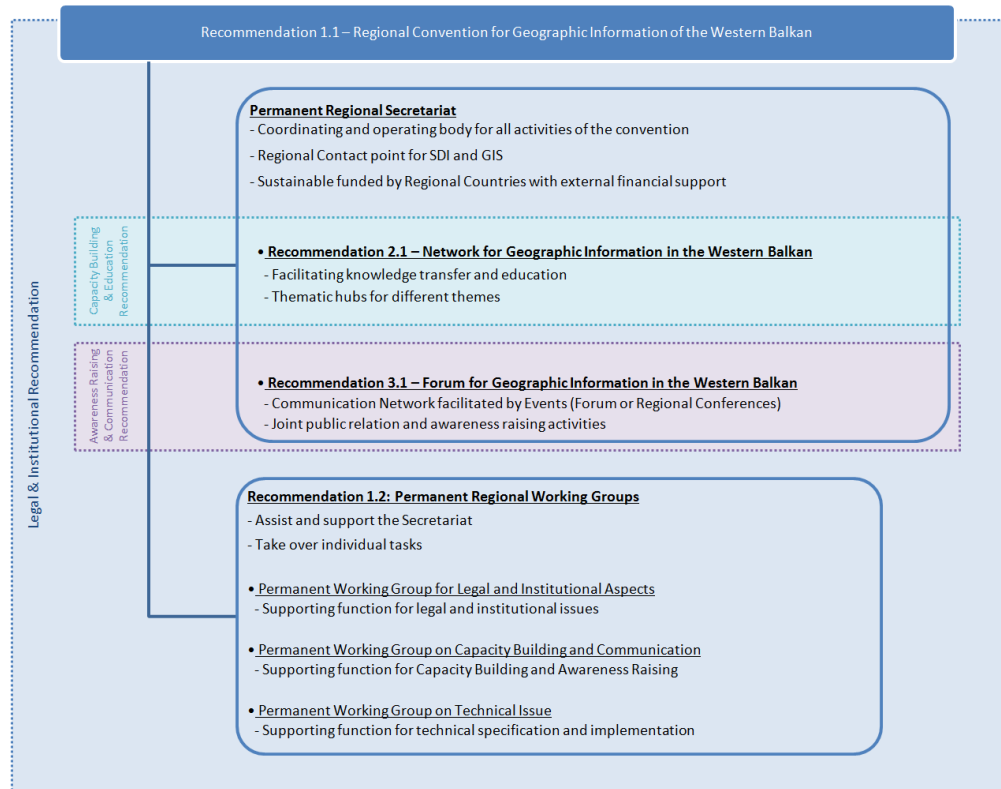 Recommendation 1.1 – Regional Convention for Geographic Information of the Western Balkan
Legal & Institutional Recommendation
Permanent Regional Secretariat
- Coordinating and operating body for all activities of the convention
- Regional Contact point for SDI and GIS
- Sustainable funded by Regional Countries with external financial support
Capacity Building
& Education
Recommendation
• Recommendation 2.1 – Network for Geographic Information in the Western Balkan
- Facilitating knowledge transfer and education
- Thematic hubs for different themes
Awareness Raising
& Communication
Recommendation
• Recommendation 3.1 – Forum for Geographic Information in the Western Balkan
- Communication Network facilitated by Events (Forum or Regional Conferences)
- Joint public relation and awareness raising activities
Recommendation 1.2: Permanent Regional Working Groups
- Assist and support the Secretariat
- Take over individual tasks
• Permanent Working Group for Legal and Institutional Aspects
- Supporting function for legal and institutional issues
• Permanent Working Group on Capacity Building and Communication
- Supporting function for Capacity Building and Awareness Raising
• Permanent Working Group on Technical Issue
- Supporting function for technical specification and implementation